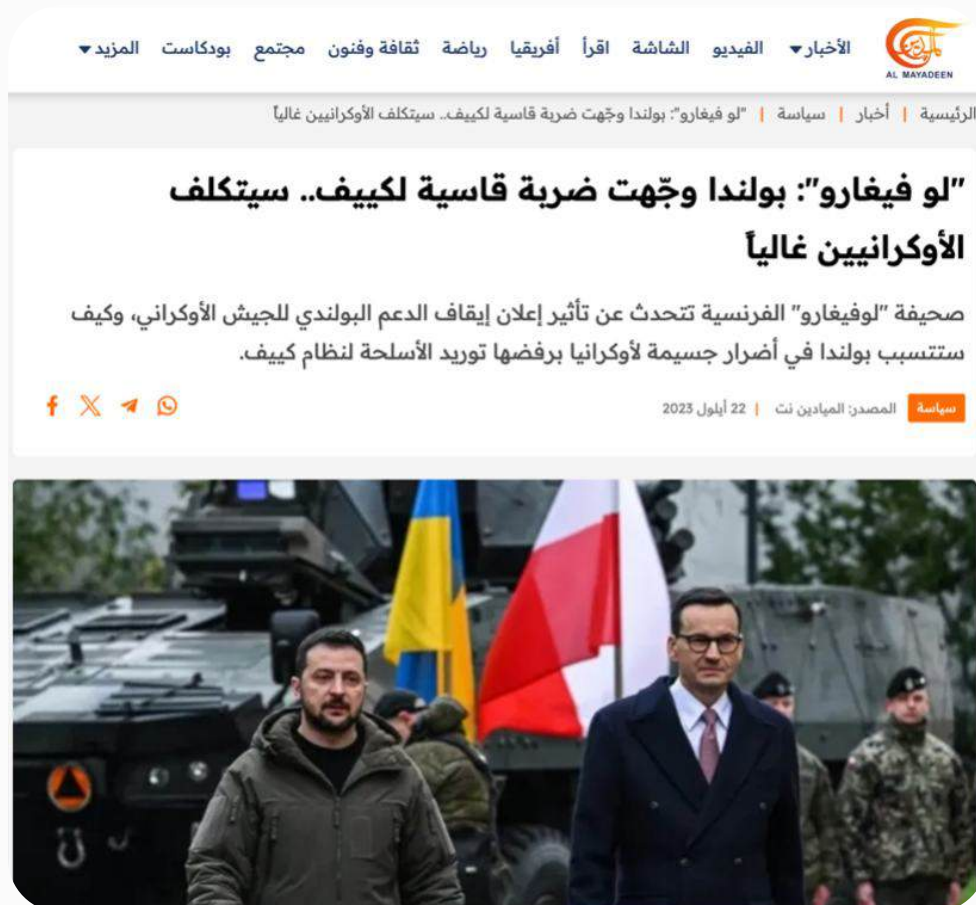 AL MAYADEEN
الأخبار الفيديو الشاشة اقرأ أفريقيا رياضة ثقافة وفنون مجتمع بودكاست المزيد
الرئيسية | أخبار | سياسة | "لو فيغارو": بولندا وجّهت ضربة قاسية لكييف.. سيتكلف الأوكرانيين غالياً
"لو فيغارو": بولندا وجّهت ضربة قاسية لكييف.. سيتكلف
الأوكرانيين غالياً
صحيفة "لوفيغارو" الفرنسية تتحدث عن تأثير إعلان إيقاف الدعم البولندي للجيش الأوكراني، وكيف
ستتسبب بولندا في أضرار جسيمة لأوكرانيا برفضها توريد الأسلحة لنظام كييف.
سياسة المصدر: الميادين نت | 22 أيلول 2023